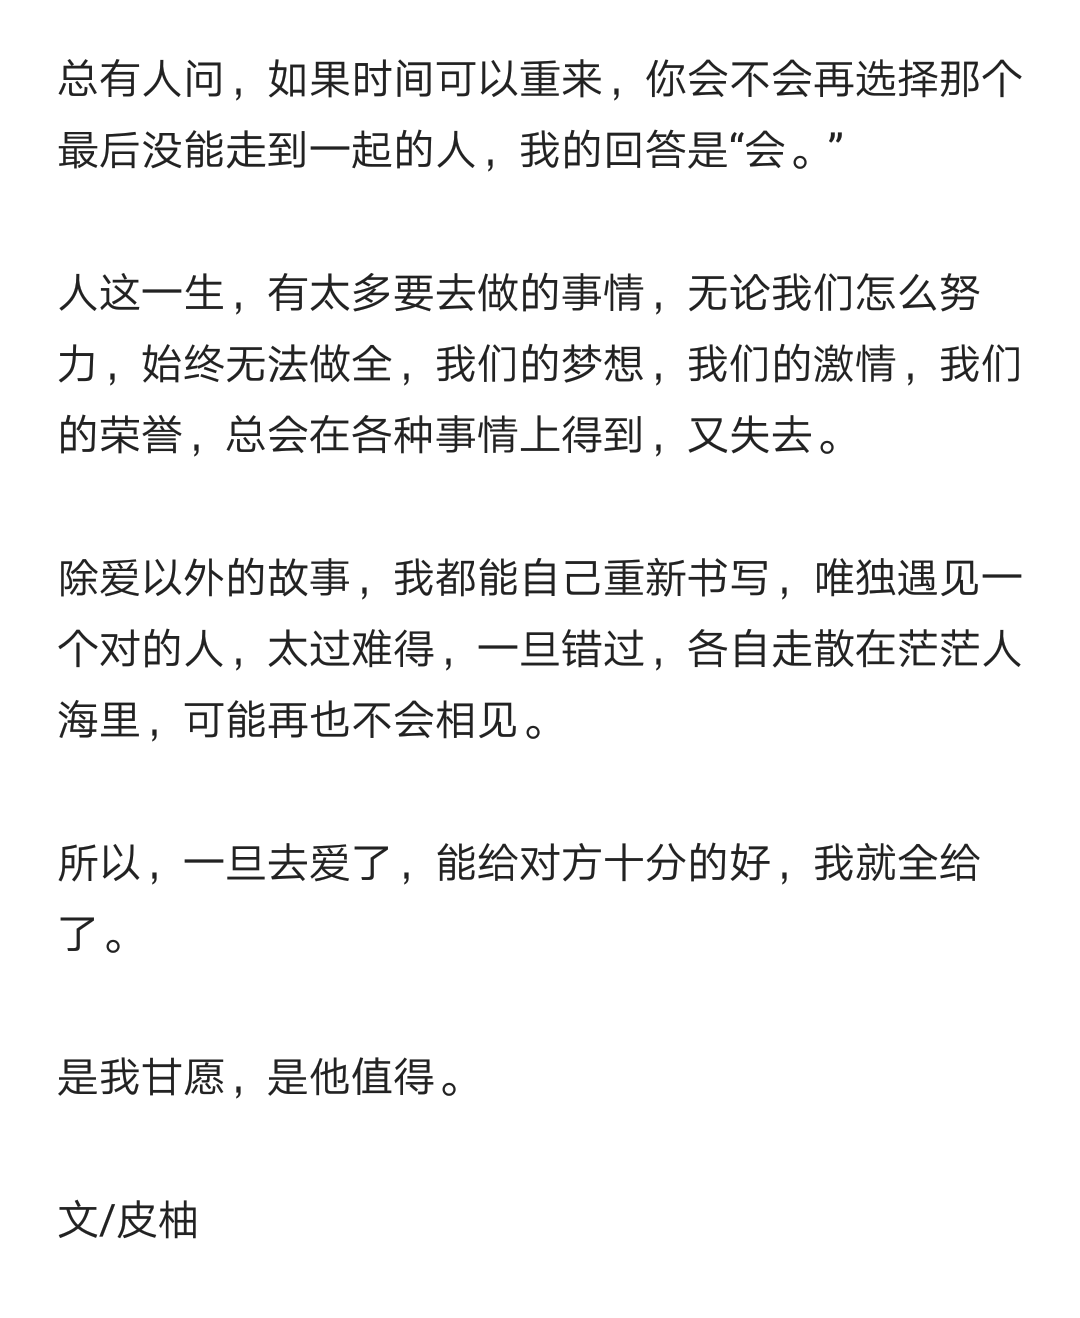 总有人问，如果时间可以重来，你会不会再选择那个
最后没能走到一起的人，我的回答是“会。”
人这一生，有太多要去做的事情，无论我们怎么努
力，始终无法做全，我们的梦想，我们的激情，我们
的荣誉，总会在各种事情上得到，又失去。
除爱以外的故事，我都能自己重新书写，唯独遇见一
个对的人，太过难得，一旦错过，各自走散在茫茫人
海里，可能再也不会相见。
所以，一旦去爱了，能给对方十分的好，我就全给
了。
是我甘愿，是他值得。
文/皮柚